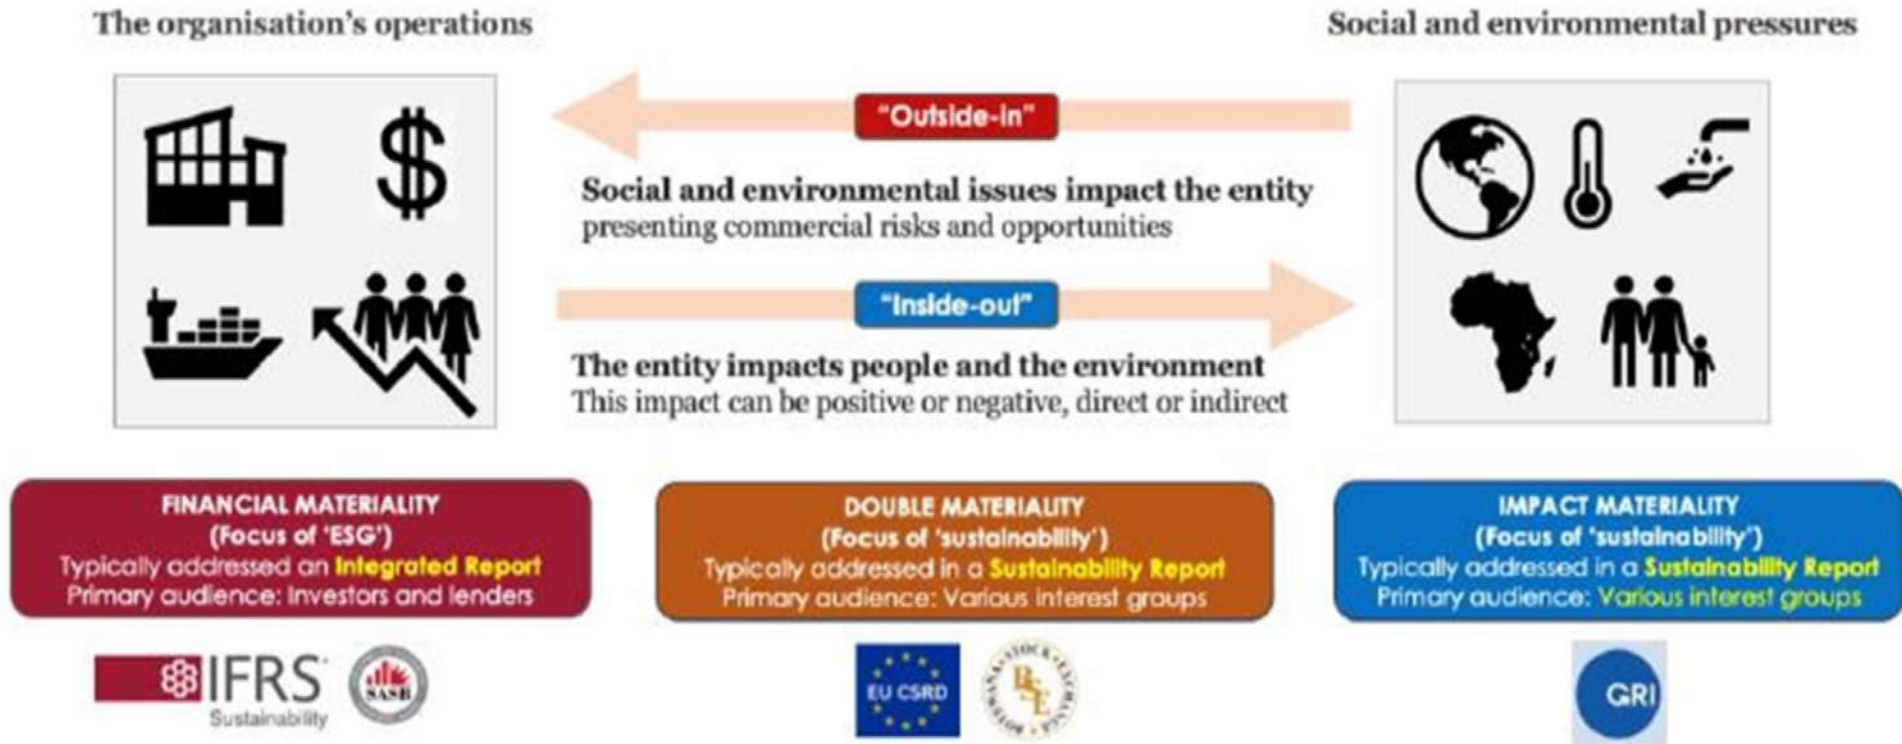 The organisation's operations
Social and environmental pressures
"Outside-in"
Social and environmental issues impact the entity
presenting commercial risks and opportunities
"Inside-out"
The entity impacts people and the environment
This impact can be positive or negative, direct or indirect
FINANCIAL MATERIALITY
(Focus of 'ESG')
Typically addressed an Integrated Report
Primary audience: Investors and lenders
DOUBLE MATERIALITY
(Focus of 'sustainability')
Typically addressed in a Sustainability Report
Primary audience: Various interest groups
IMPACT MATERIALITY
(Focus of 'sustainability')
Typically addressed in a Sustainability Report
Primary audience: Various interest groups
IFRS
Sustainability
SASB
EU CSRD
BOTSWANA STOCK EXCHANGE
BSE
GRI